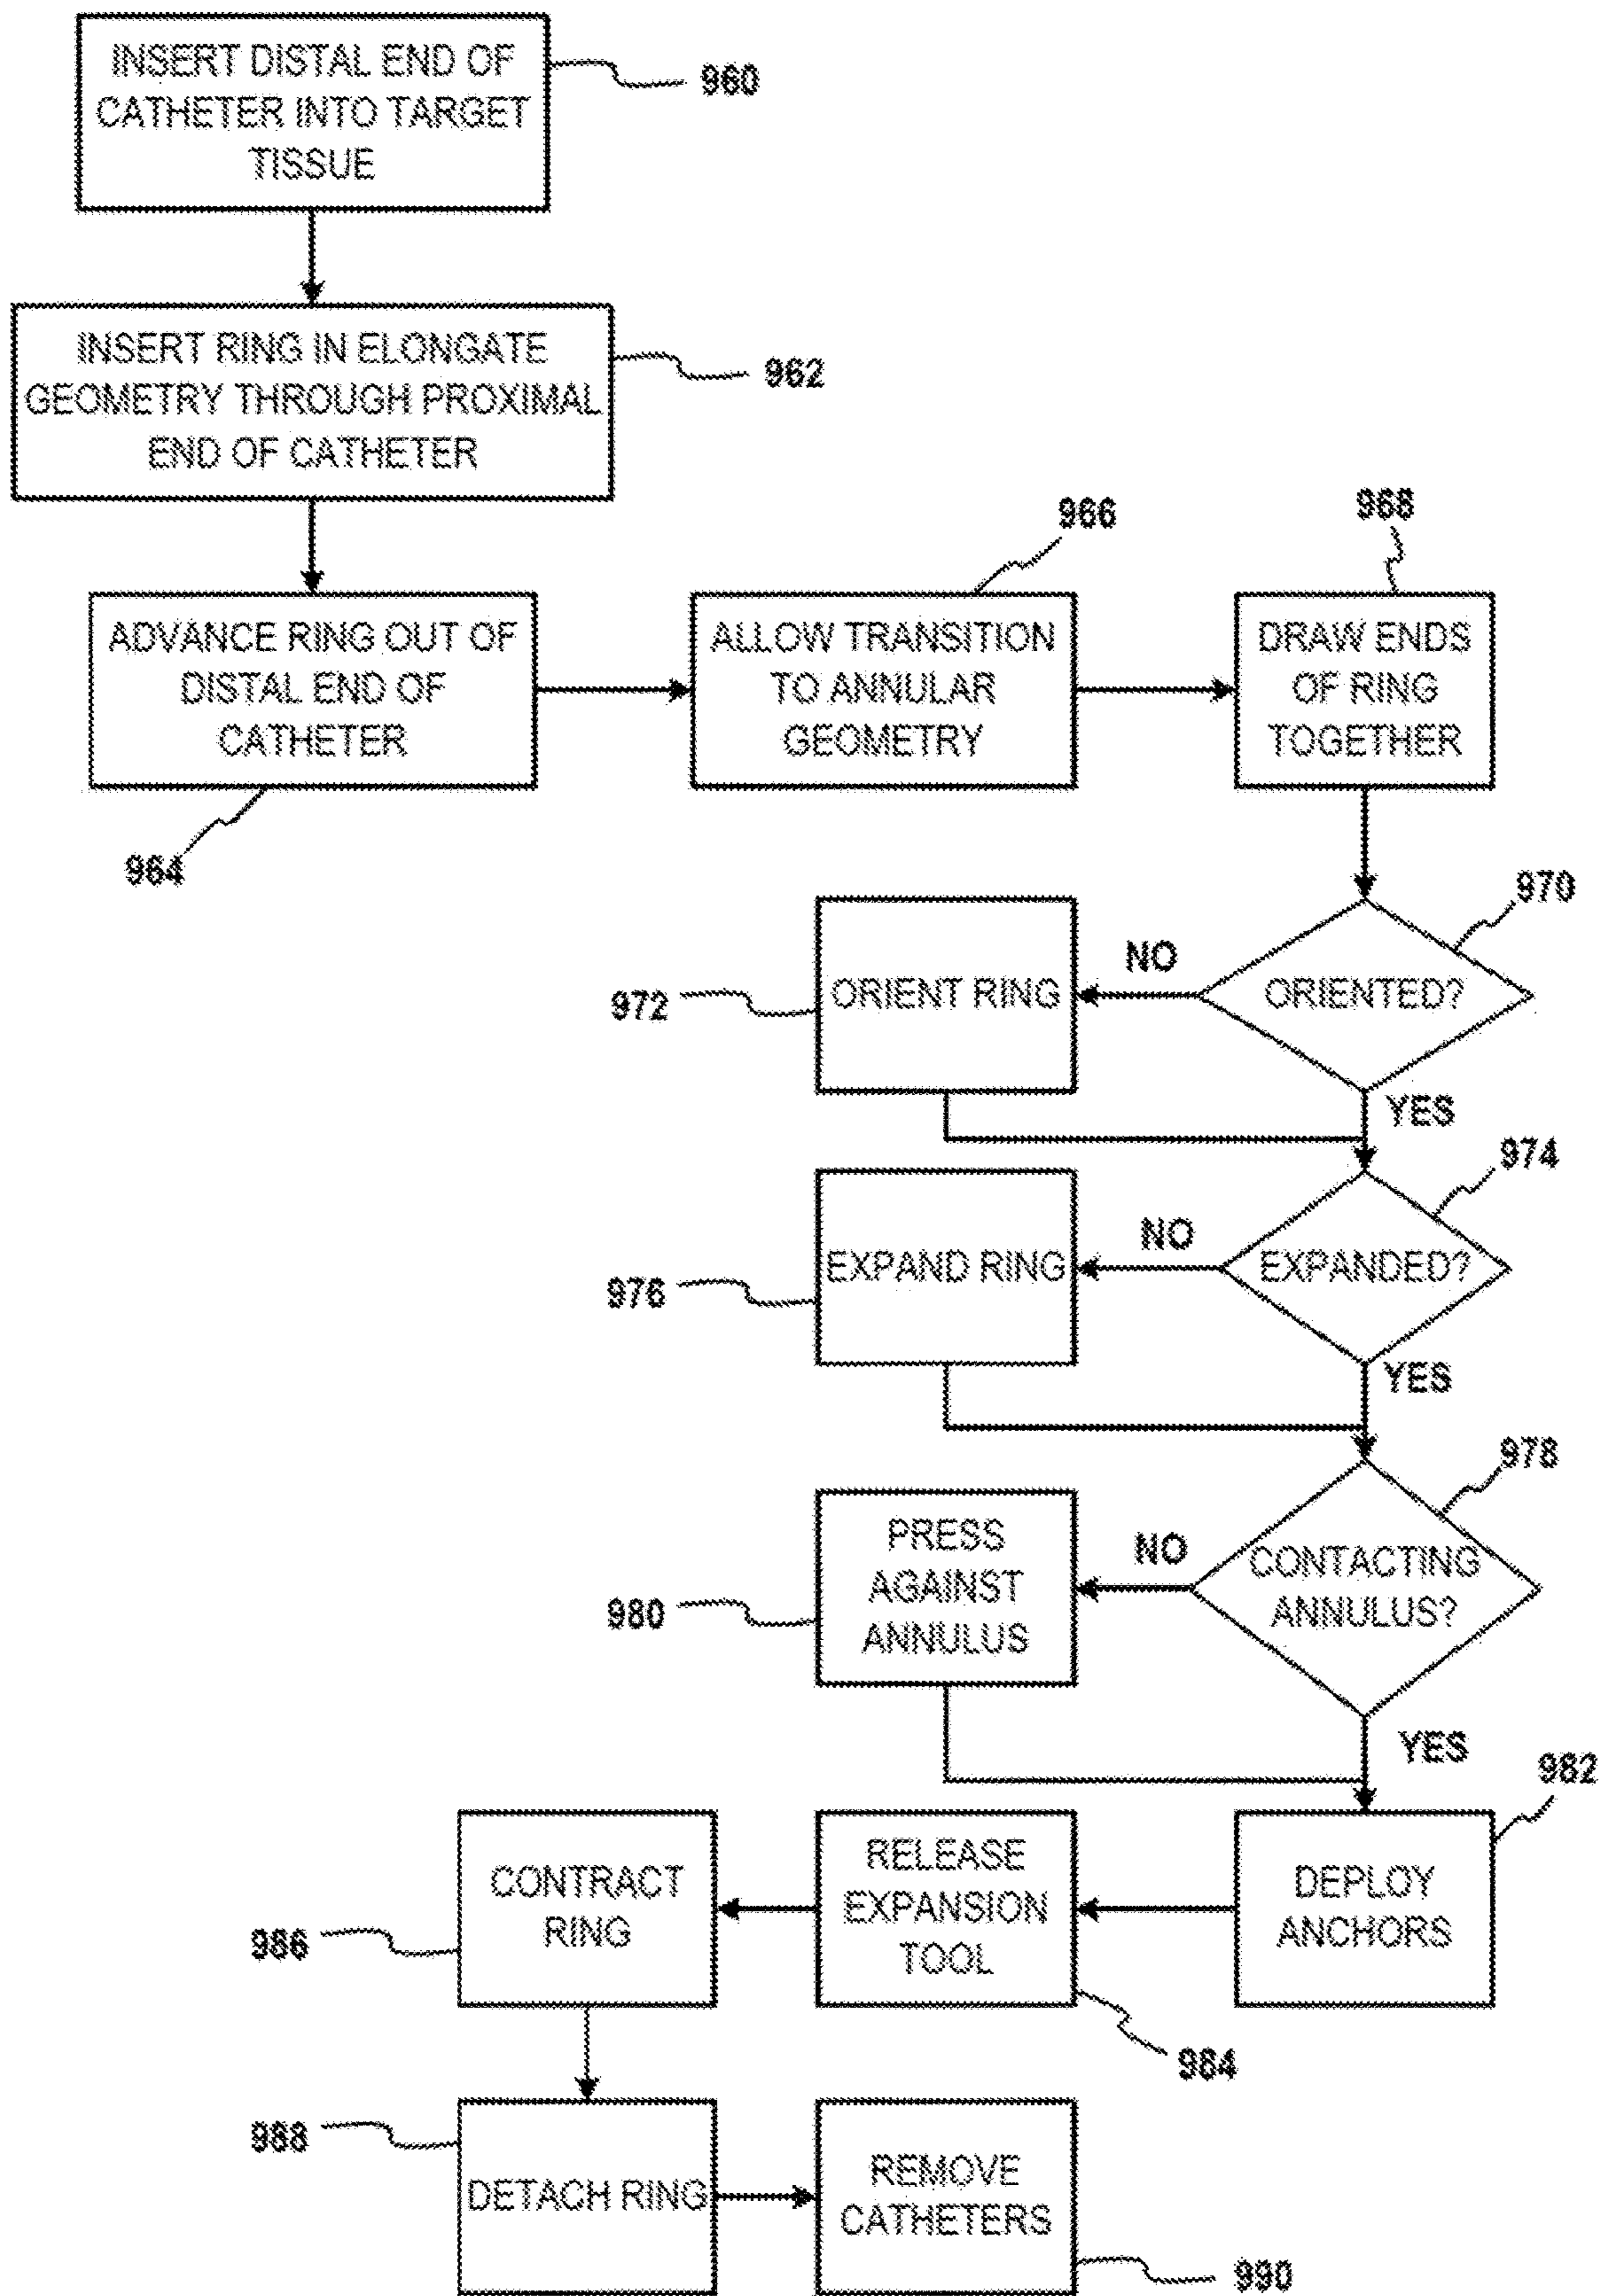 INSERT DISTAL END OF
CATHETER INTO TARGET
TISSUE
960
INSERT RING IN ELONGATE
GEOMETRY THROUGH PROXIMAL
END OF CATHETER
962
ADVANCE RING OUT OF
DISTAL END OF
CATHETER
964
ALLOW TRANSITION
TO ANNULAR
GEOMETRY
966
DRAW ENDS
OF RING
TOGETHER
968
ORIENTED?
970
NO
YES
ORIENT RING
972
EXPANDED?
974
NO
YES
EXPAND RING
976
CONTACTING
ANNULUS?
978
NO
YES
PRESS
AGAINST
ANNULUS
980
DEPLOY
ANCHORS
982
RELEASE
EXPANSION
TOOL
984
CONTRACT
RING
986
DETACH RING
988
REMOVE
CATHETERS
990